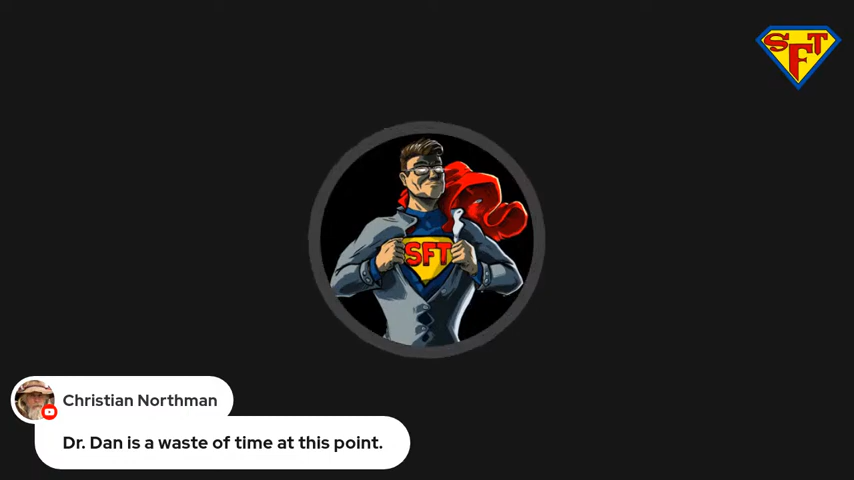 SFT
SFT
Christian Northman
Dr. Dan is a waste of time at this point.